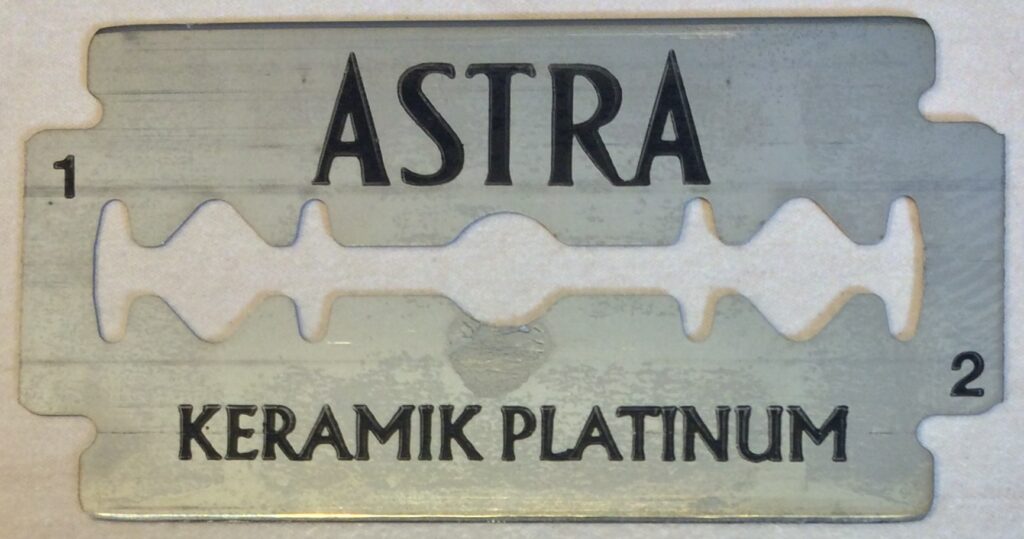 ASTRA
1
2
KERAMIK PLATINUM